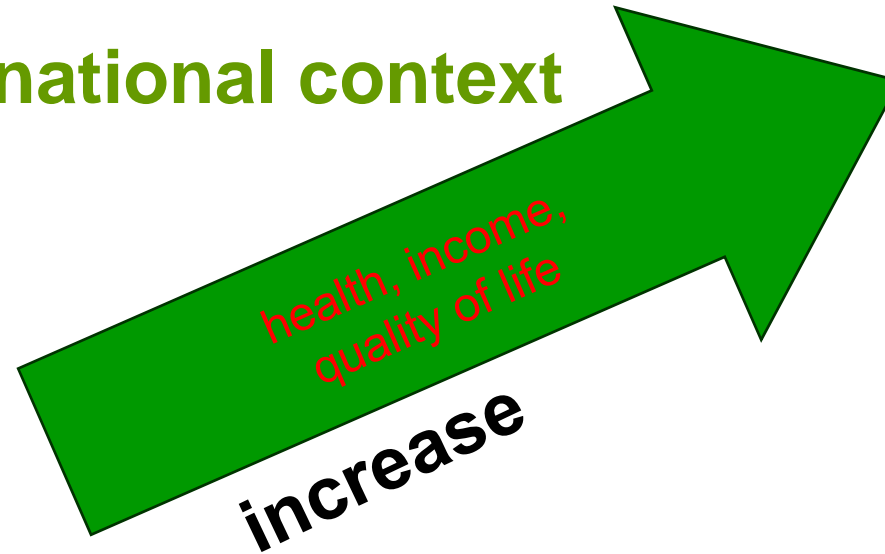 national context
health, income,
quality of life
increase